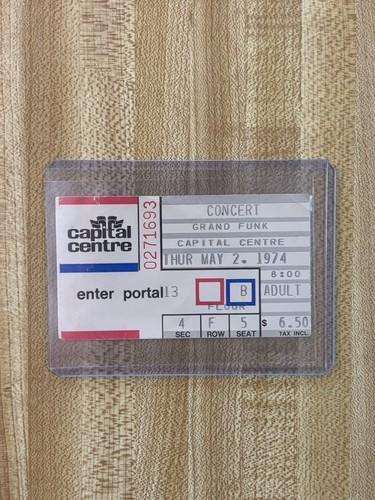 capital
centre
0271693
CONCERT
GRAND FUNK
CAPITAL CENTRE
THUR MAY 2. 1974
8:00
enter portal 13
B
ADULT
FLOOR
4 F 5 $ 6.50
SEC ROW SEAT TAX INCL.